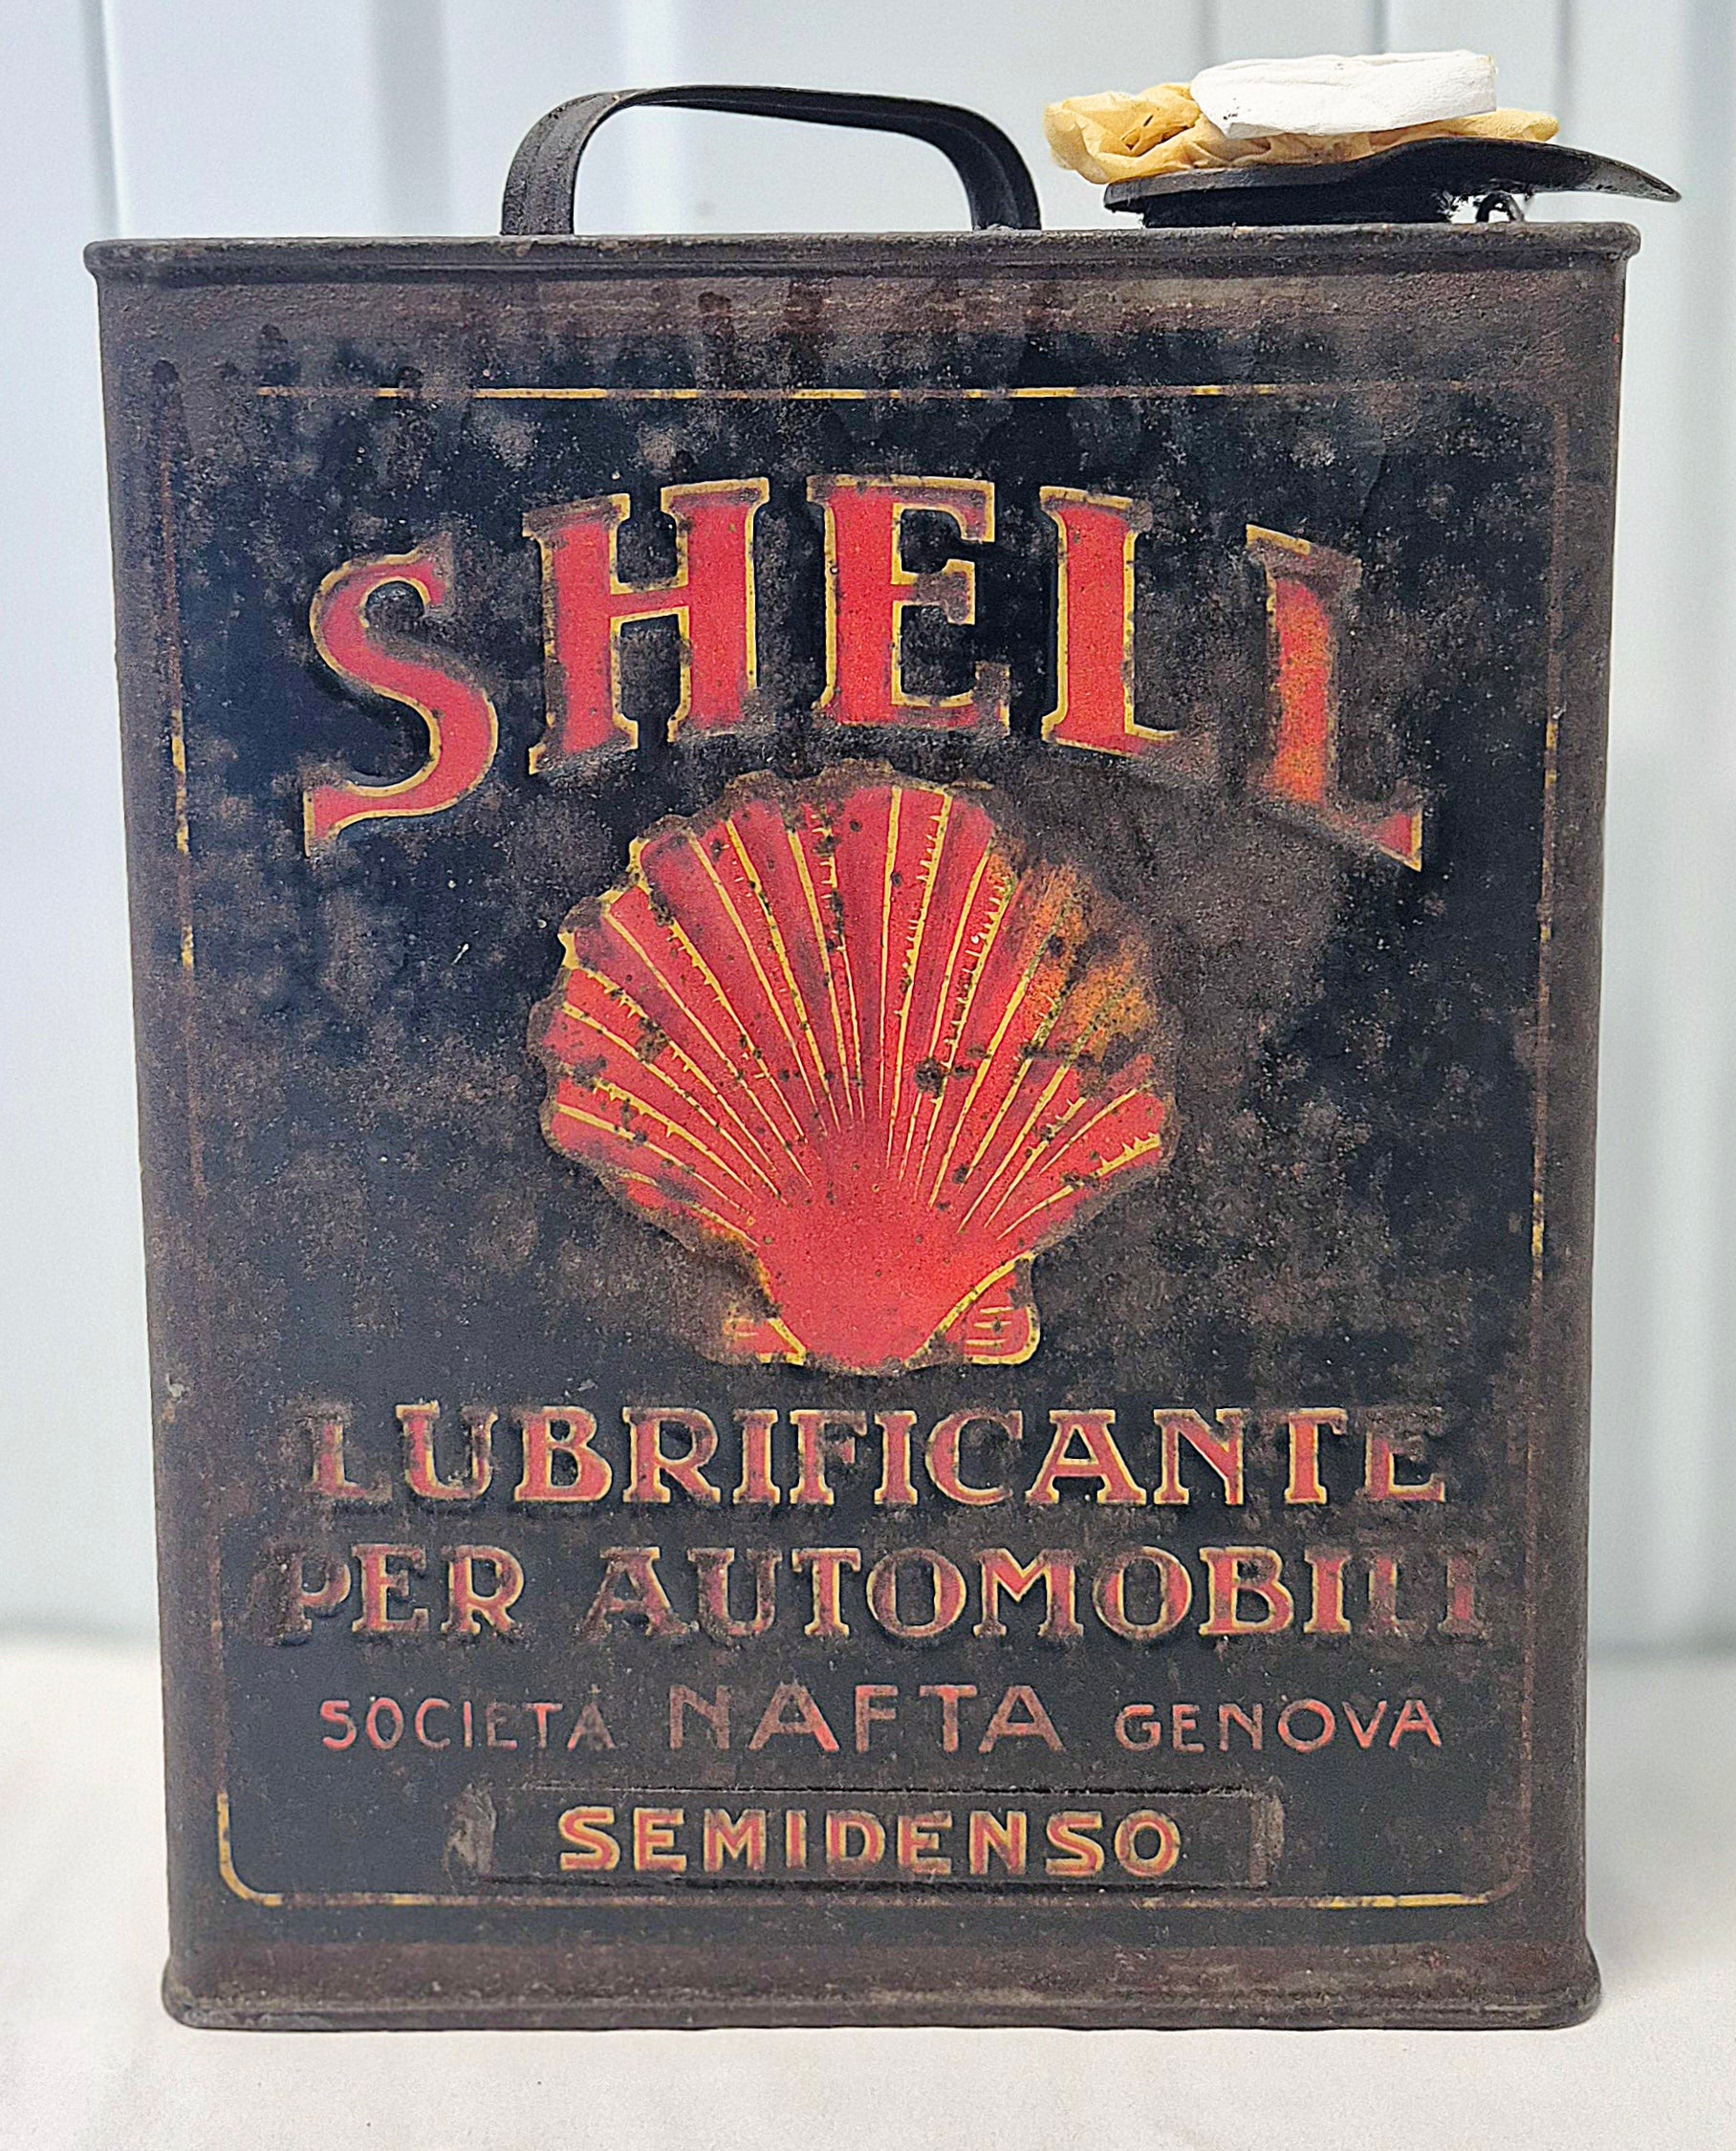 SHELL
LUBRIFICANTE
PER AUTOMOBILI
SOCIETÀ NAFTA GENOVA
SEMIDENSO